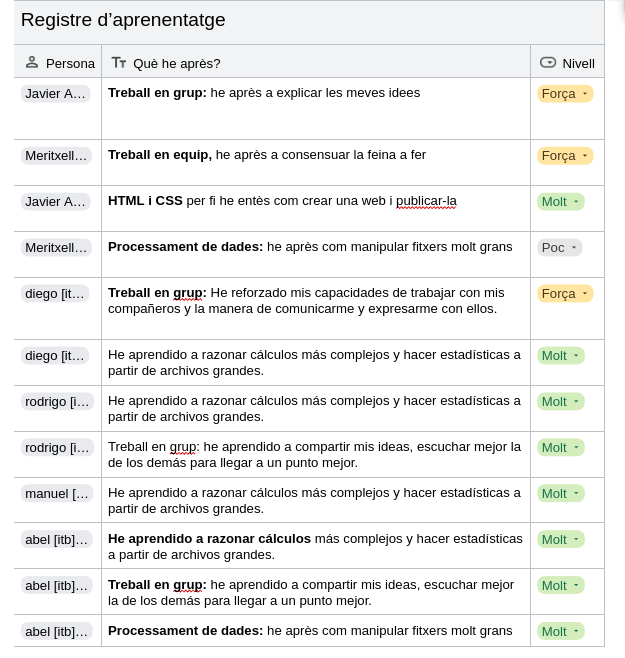 Registre d'aprenentatge
Persona Què he après? Nivell
Javier A… Treball en grup: he après a explicar les meves idees Força
Meritxell… Treball en equip, he après a consensuar la feina a fer Força
Javier A… HTML i CSS per fi he entès com crear una web i publicar-la Molt
Meritxell… Processament de dades: he après com manipular fitxers molt grans Poc
diego [it… Treball en grup: He reforzado mis capacidades de trabajar con mis Força
compañeros y la manera de comunicarme y expresarme con ellos.
diego [it… He aprendido a razonar cálculos más complejos y hacer estadísticas a Molt
partir de archivos grandes.
rodrigo [i… He aprendido a razonar cálculos más complejos y hacer estadísticas a Molt
partir de archivos grandes.
rodrigo [i… Treball en grup: he aprendido a compartir mis ideas, escuchar mejor la Molt
de los demás para llegar a un punto mejor.
manuel [… He aprendido a razonar cálculos más complejos y hacer estadísticas a Molt
partir de archivos grandes.
abel [itb]… He aprendido a razonar cálculos más complejos y hacer estadísticas Molt
a partir de archivos grandes.
abel [itb]… Treball en grup: he aprendido a compartir mis ideas, escuchar mejor Molt
la de los demás para llegar a un punto mejor.
abel [itb]… Processament de dades: he après com manipular fitxers molt grans Molt